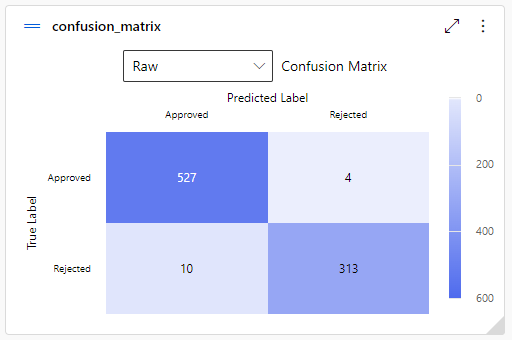 confusion_matrix
Raw
Confusion Matrix
Predicted Label
Approved Rejected
0
200
400
600
True Label
Approved 527 4
Rejected 10 313